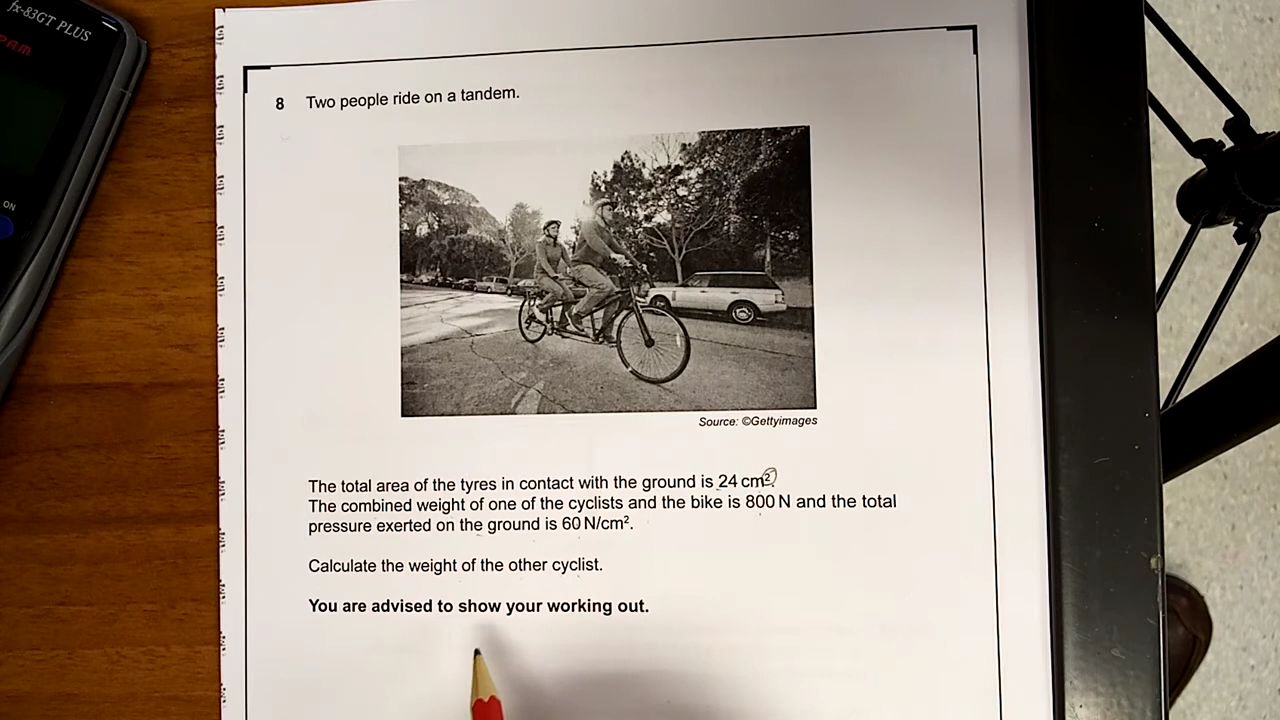 fx-83GT PLUS
ON
8 Two people ride on a tandem.
Source: ©Gettyimages
The total area of the tyres in contact with the ground is 24 cm².
The combined weight of one of the cyclists and the bike is 800 N and the total
pressure exerted on the ground is 60 N/cm².
Calculate the weight of the other cyclist.
You are advised to show your working out.